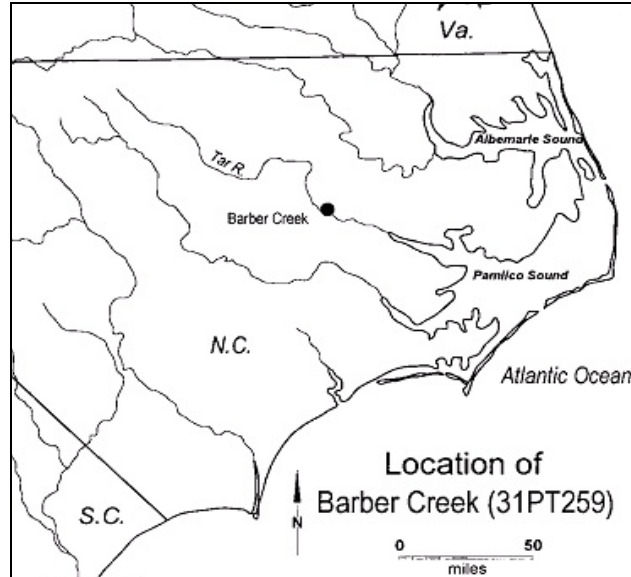 Va.
Albemarle Sound
Tar R.
Barber Creek
Pamlico Sound
N.C.
Atlantic Ocean
Location of
Barber Creek (31PT259)
S.C.
N
0 50
miles